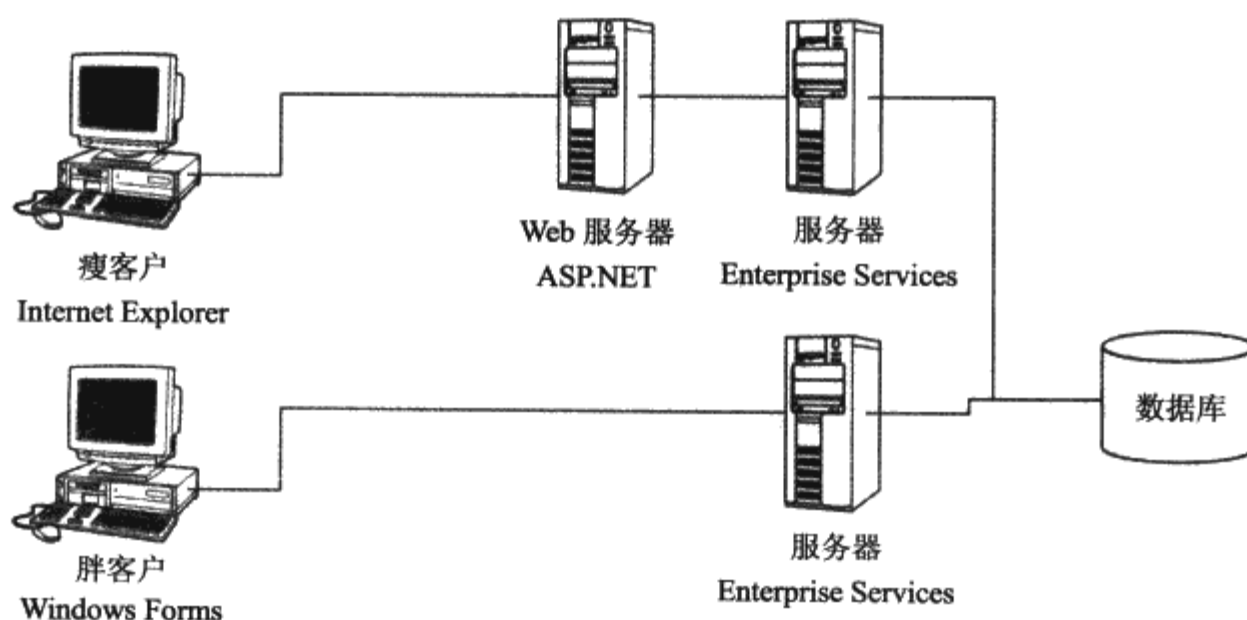 瘦客户
Internet Explorer
Web 服务器
ASP.NET
服务器
Enterprise Services
数据库
胖客户
Windows Forms
服务器
Enterprise Services